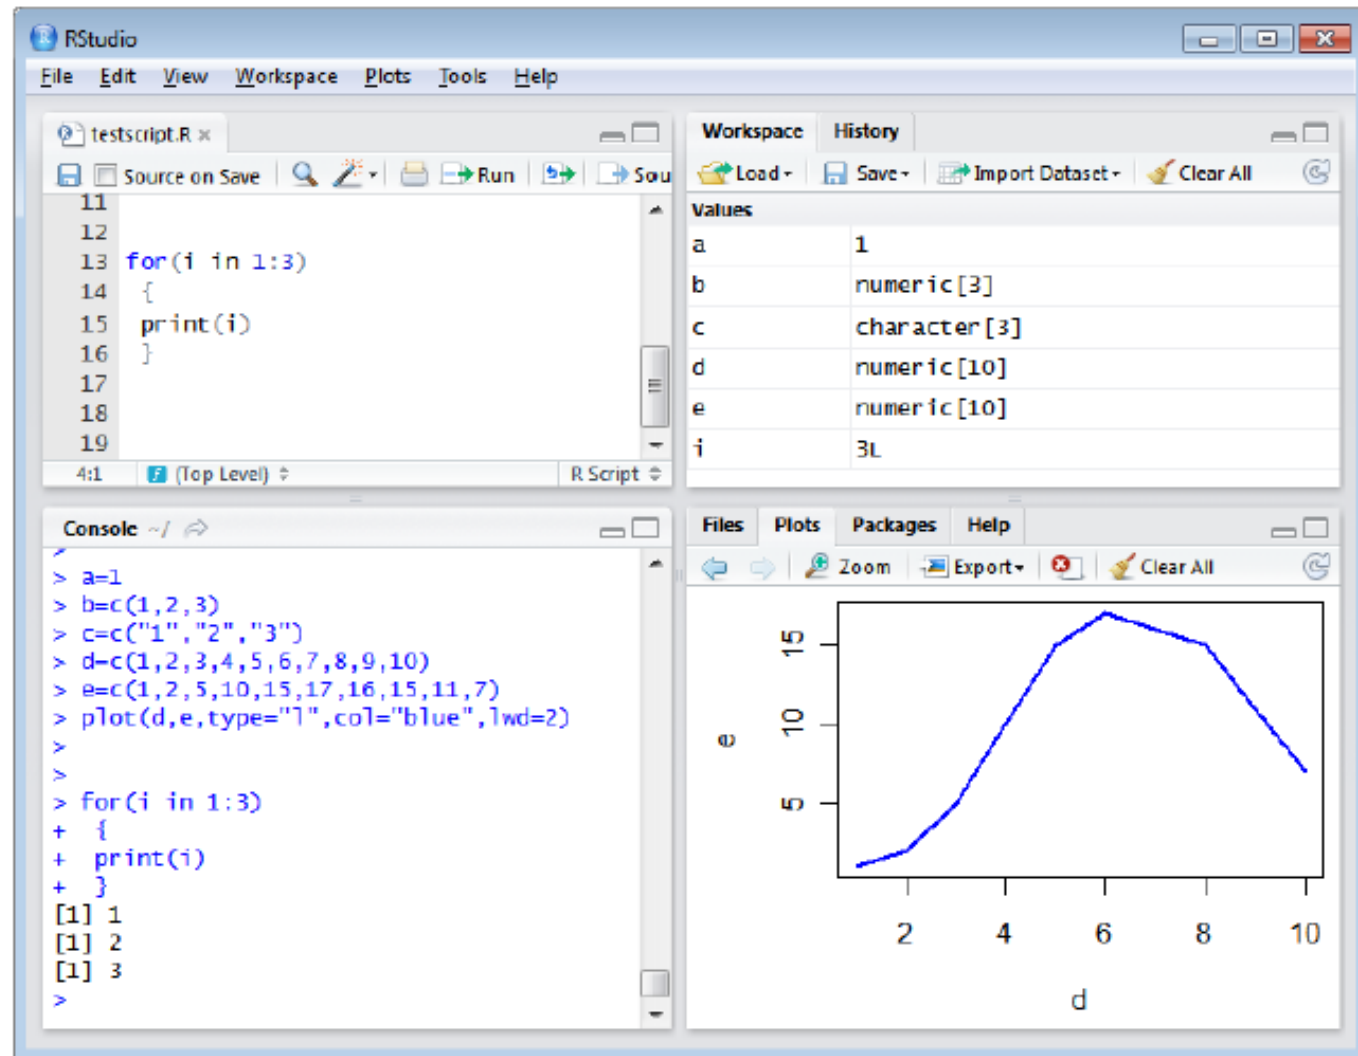 RStudio
File Edit View Workspace Plots Tools Help
testscript.R
Source on Save Run Sou
11
12
13 for(i in 1:3)
14 {
15 print(i)
16 }
17
18
19
4:1 (Top Level) R Script
Console ~/
>
> a=1
> b=c(1,2,3)
> c=c("1","2","3")
> d=c(1,2,3,4,5,6,7,8,9,10)
> e=c(1,2,5,10,15,17,16,15,11,7)
> plot(d,e,type="l",col="blue",lwd=2)
>
>
> for(i in 1:3)
+ {
+ print(i)
+ }
[1] 1
[1] 2
[1] 3
>
Workspace History
Load Save Import Dataset Clear All
Values
a 1
b numeric[3]
c character[3]
d numeric[10]
e numeric[10]
i 3L
Files Plots Packages Help
Zoom Export Clear All
15
10
5
e
2 4 6 8 10
d